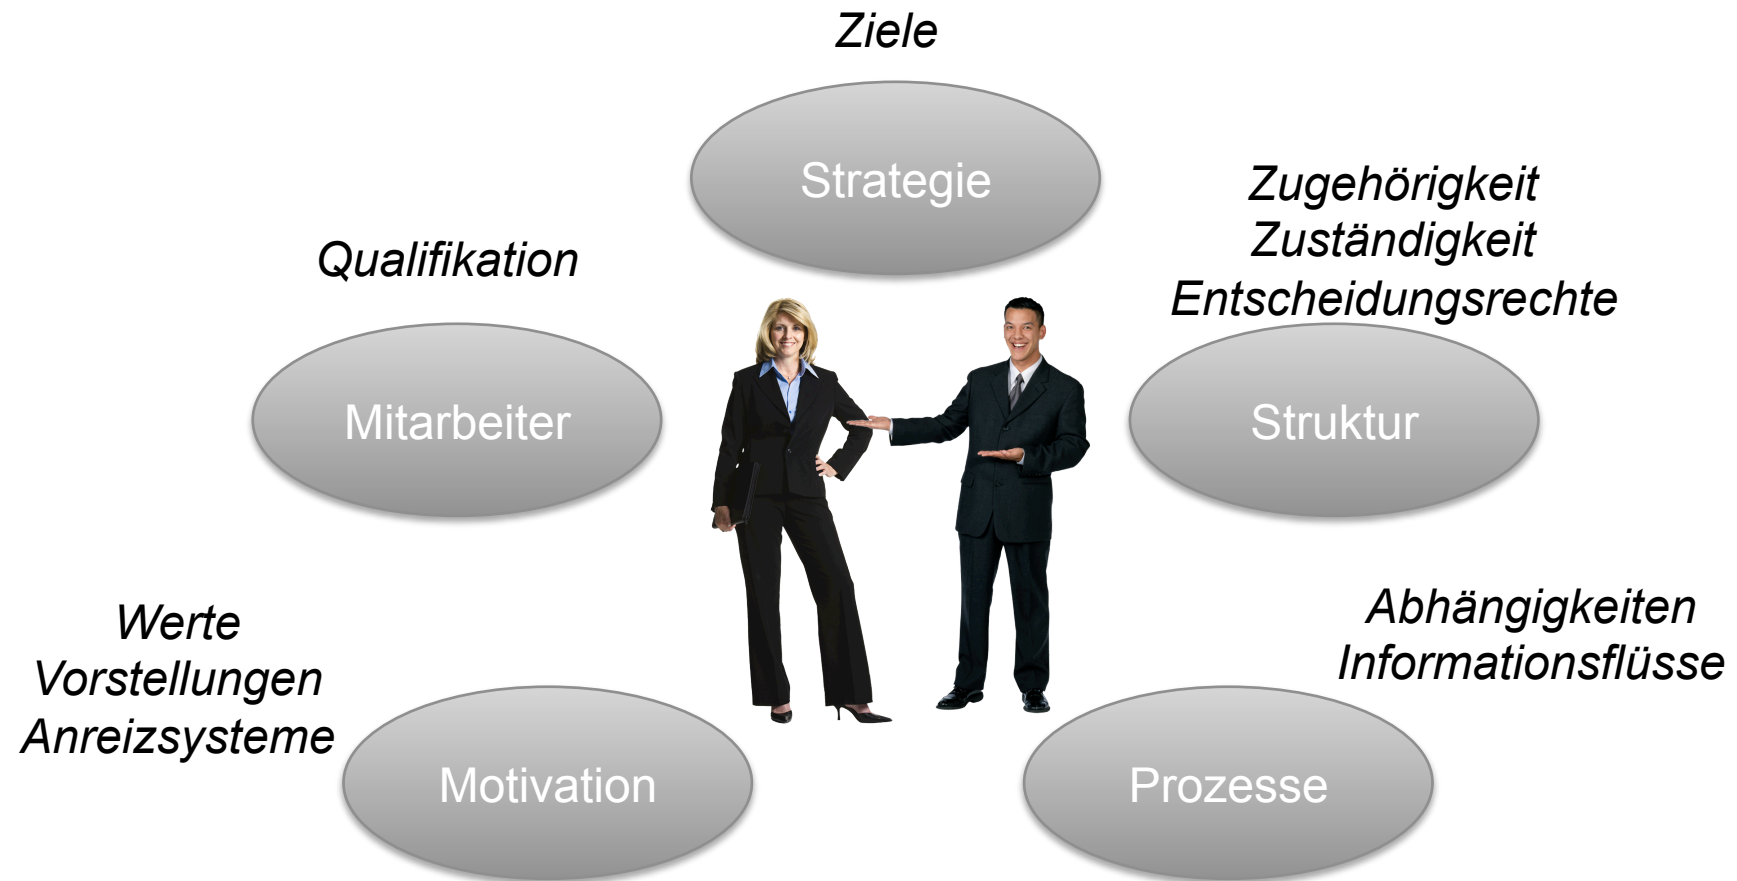 Ziele
Strategie
Zugehörigkeit
Zuständigkeit
Entscheidungsrechte
Struktur
Abhängigkeiten
Informationsflüsse
Prozesse
Werte
Vorstellungen
Anreizsysteme
Motivation
Qualifikation
Mitarbeiter